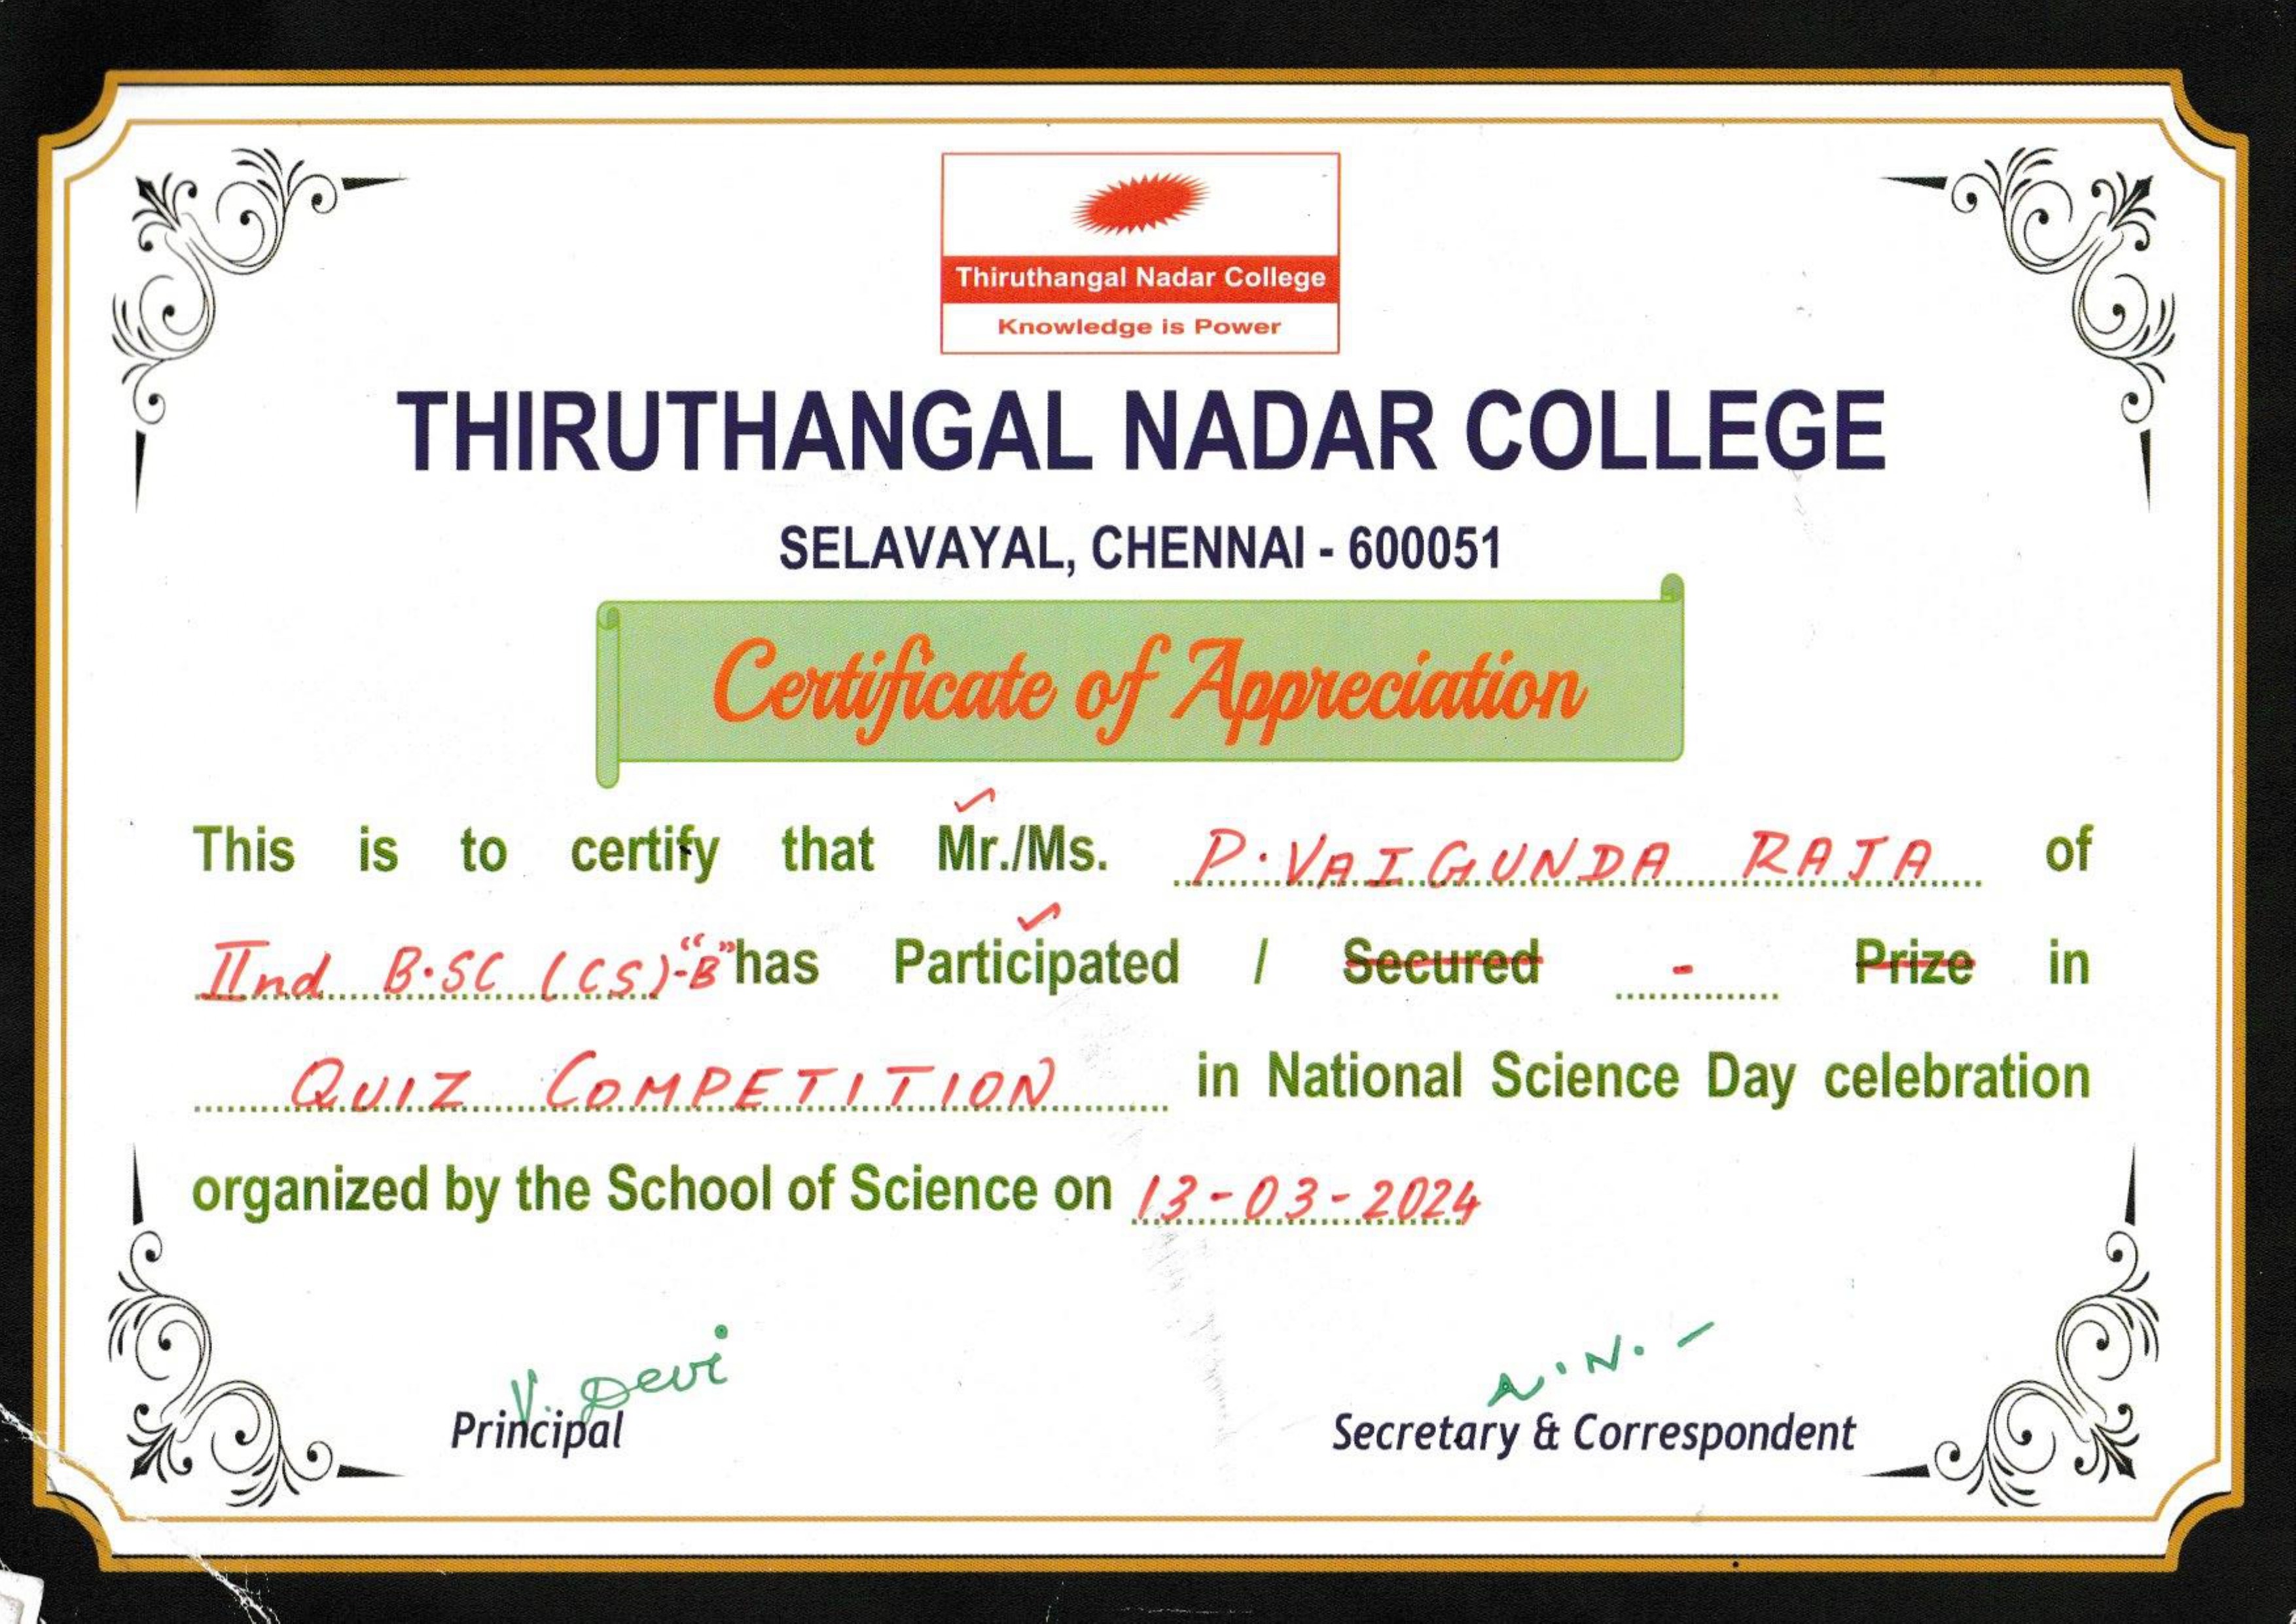 Thiruthangal Nadar College
Knowledge is Power
THIRUTHANGAL NADAR COLLEGE
SELAVAYAL, CHENNAI - 600051
Certificate of Appreciation
This is to certify that Mr./Ms. P. VAIGUNDA RAJA of
IInd B.SC (CS)-"B" has Participated / Secured - Prize in
QUIZ COMPETITION in National Science Day celebration
organized by the School of Science on 13-03-2024
V. Devi
Principal
Secretary & Correspondent